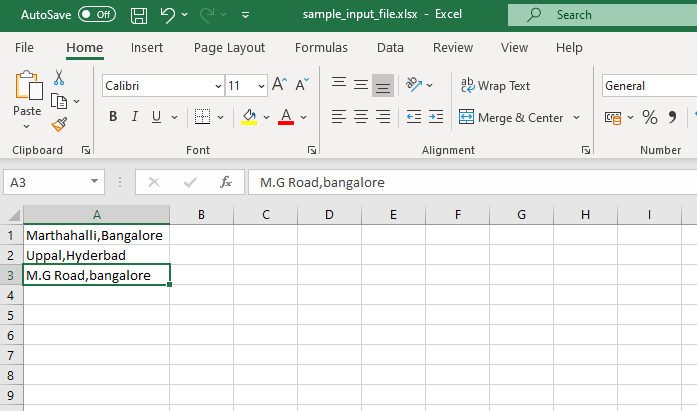 AutoSave Off sample_input_file.xlsx - Excel Search
File Home Insert Page Layout Formulas Data Review View Help
Paste
Calibri 11 A A
B I U A
ab Wrap Text
Merge & Center
General
% 9
Clipboard Font Alignment Number
A3 fx M.G Road,bangalore
A B C D E F G H I
1 Marthahalli,Bangalore
2 Uppal,Hyderbad
3 M.G Road,bangalore
4
5
6
7
8
9